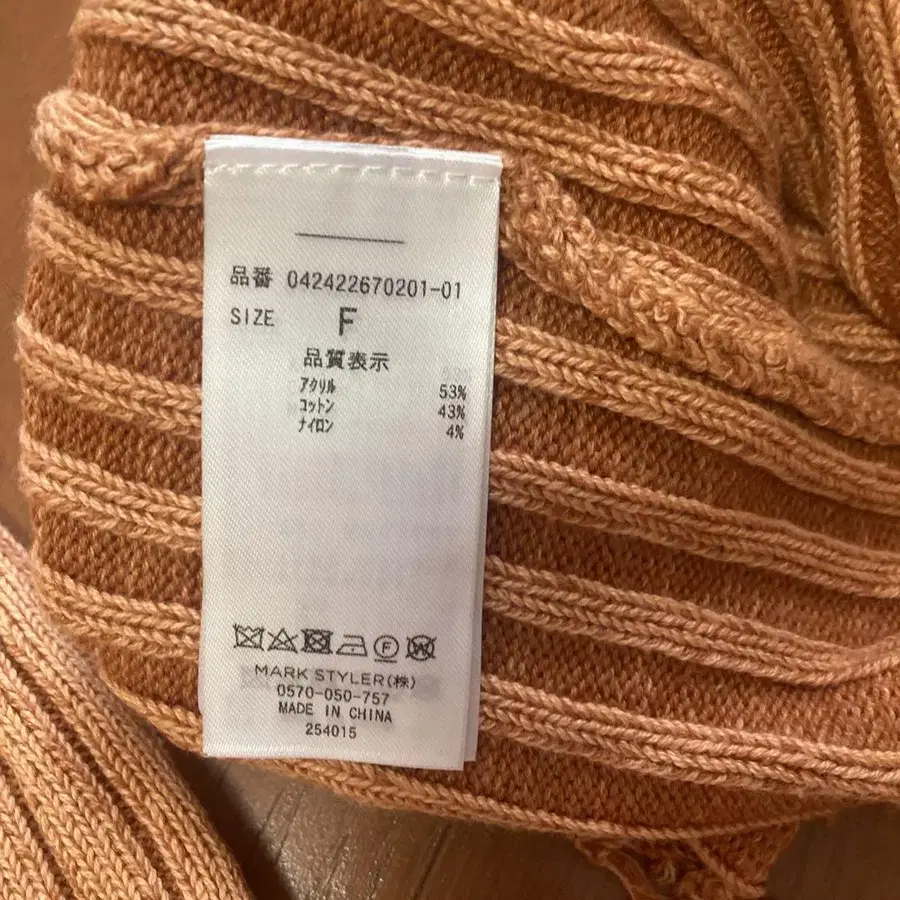 品番 042422670201-01
SIZE F
品質表示
アクリル 53%
コットン 43%
ナイロン 4%
MARK STYLER(株)
0570-050-757
MADE IN CHINA
254015